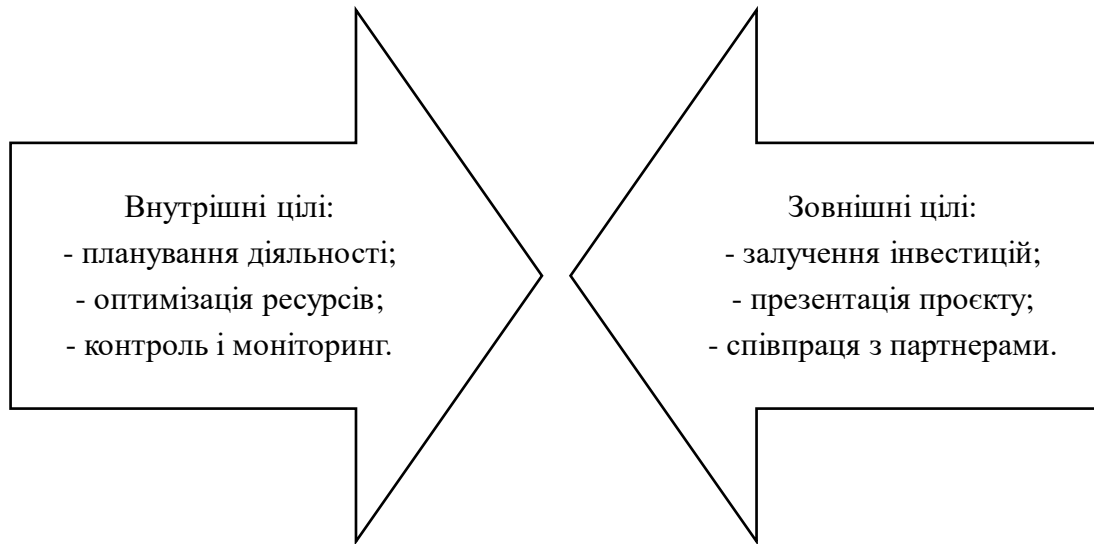 Внутрішні цілі:
- планування діяльності;
- оптимізація ресурсів;
- контроль і моніторинг.
Зовнішні цілі:
- залучення інвестицій;
- презентація проєкту;
- співпраця з партнерами.